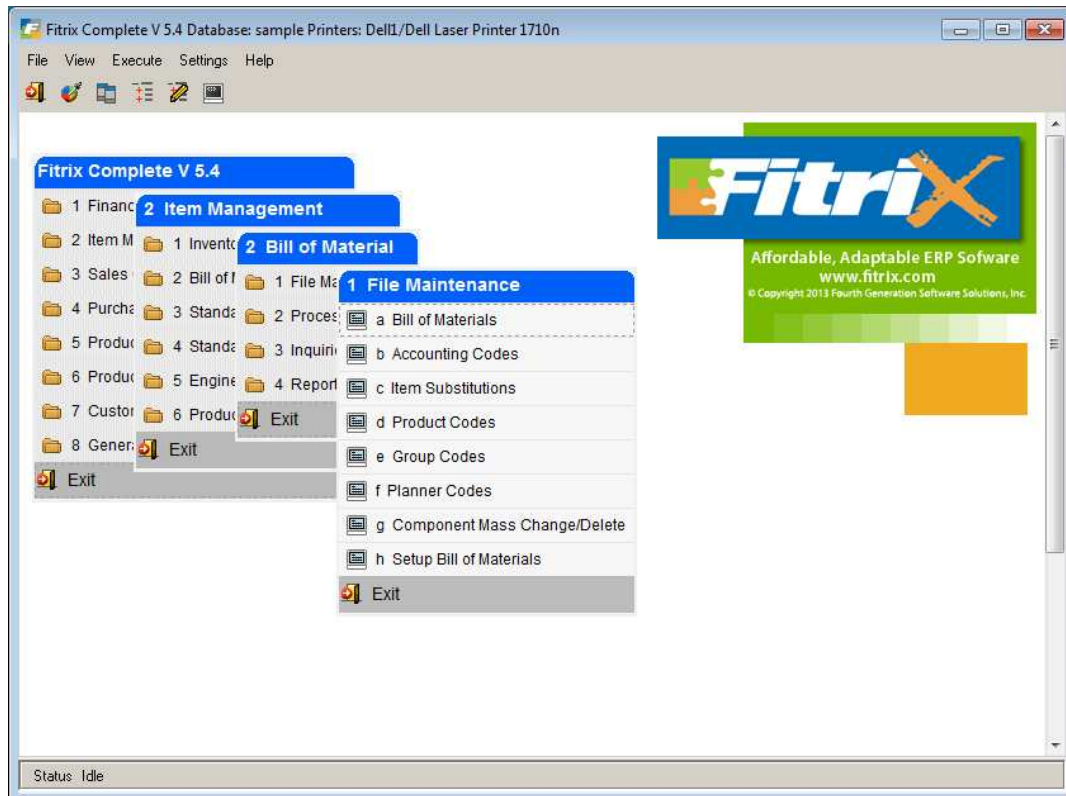 Fitrix Complete V 5.4 Database: sample Printers: Dell1/Dell Laser Printer 1710n
File View Execute Settings Help
Fitrix Complete V 5.4
1 Financ
2 Item M
3 Sales
4 Purcha
5 Produc
6 Produc
7 Custor
8 Genera
Exit
2 Item Management
1 Invento
2 Bill of M
3 Standa
4 Standa
5 Engine
6 Produc
Exit
2 Bill of Material
1 File Ma
2 Proces
3 Inquirie
4 Report
Exit
1 File Maintenance
a Bill of Materials
b Accounting Codes
c Item Substitutions
d Product Codes
e Group Codes
f Planner Codes
g Component Mass Change/Delete
h Setup Bill of Materials
Exit
FitriX
Affordable, Adaptable ERP Sofware
www.fitrix.com
© Copyright 2013 Fourth Generation Software Solutions, Inc.
Status Idle